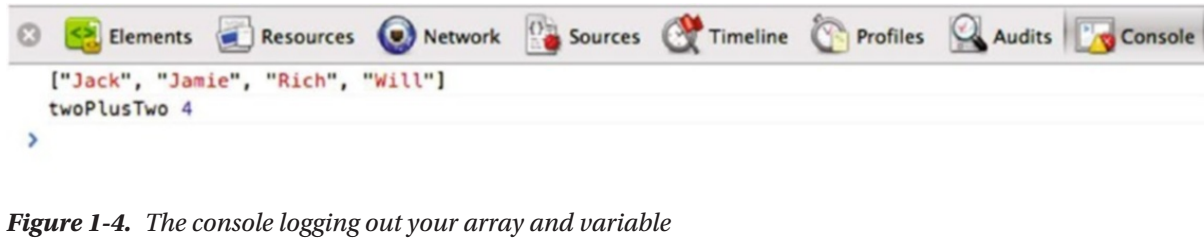 Elements Resources Network Sources Timeline Profiles Audits Console
["Jack", "Jamie", "Rich", "Will"]
twoPlusTwo 4
>
Figure 1-4. The console logging out your array and variable